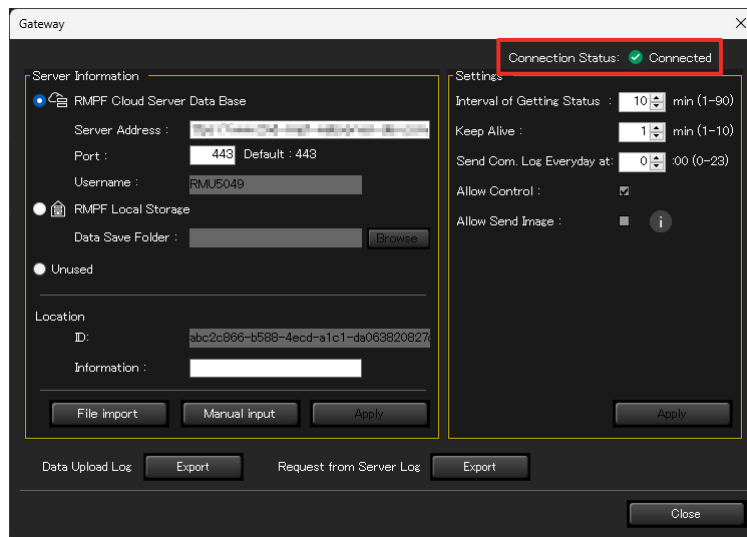 Gateway
Connection Status: Connected
Server Information
RMPF Cloud Server Data Base
Server Address :
Port : 443 Default : 443
Username : RMU5049
RMPF Local Storage
Data Save Folder : Browse
Unused
Location
ID: abc2c866-b588-4ecd-a1c1-da063820827
Information :
File import Manual input Apply
Settings
Interval of Getting Status : 10 min (1-90)
Keep Alive : 1 min (1-10)
Send Com. Log Everyday at: 0 :00 (0-23)
Allow Control :
Allow Send Image : i
Apply
Data Upload Log Export Request from Server Log Export
Close